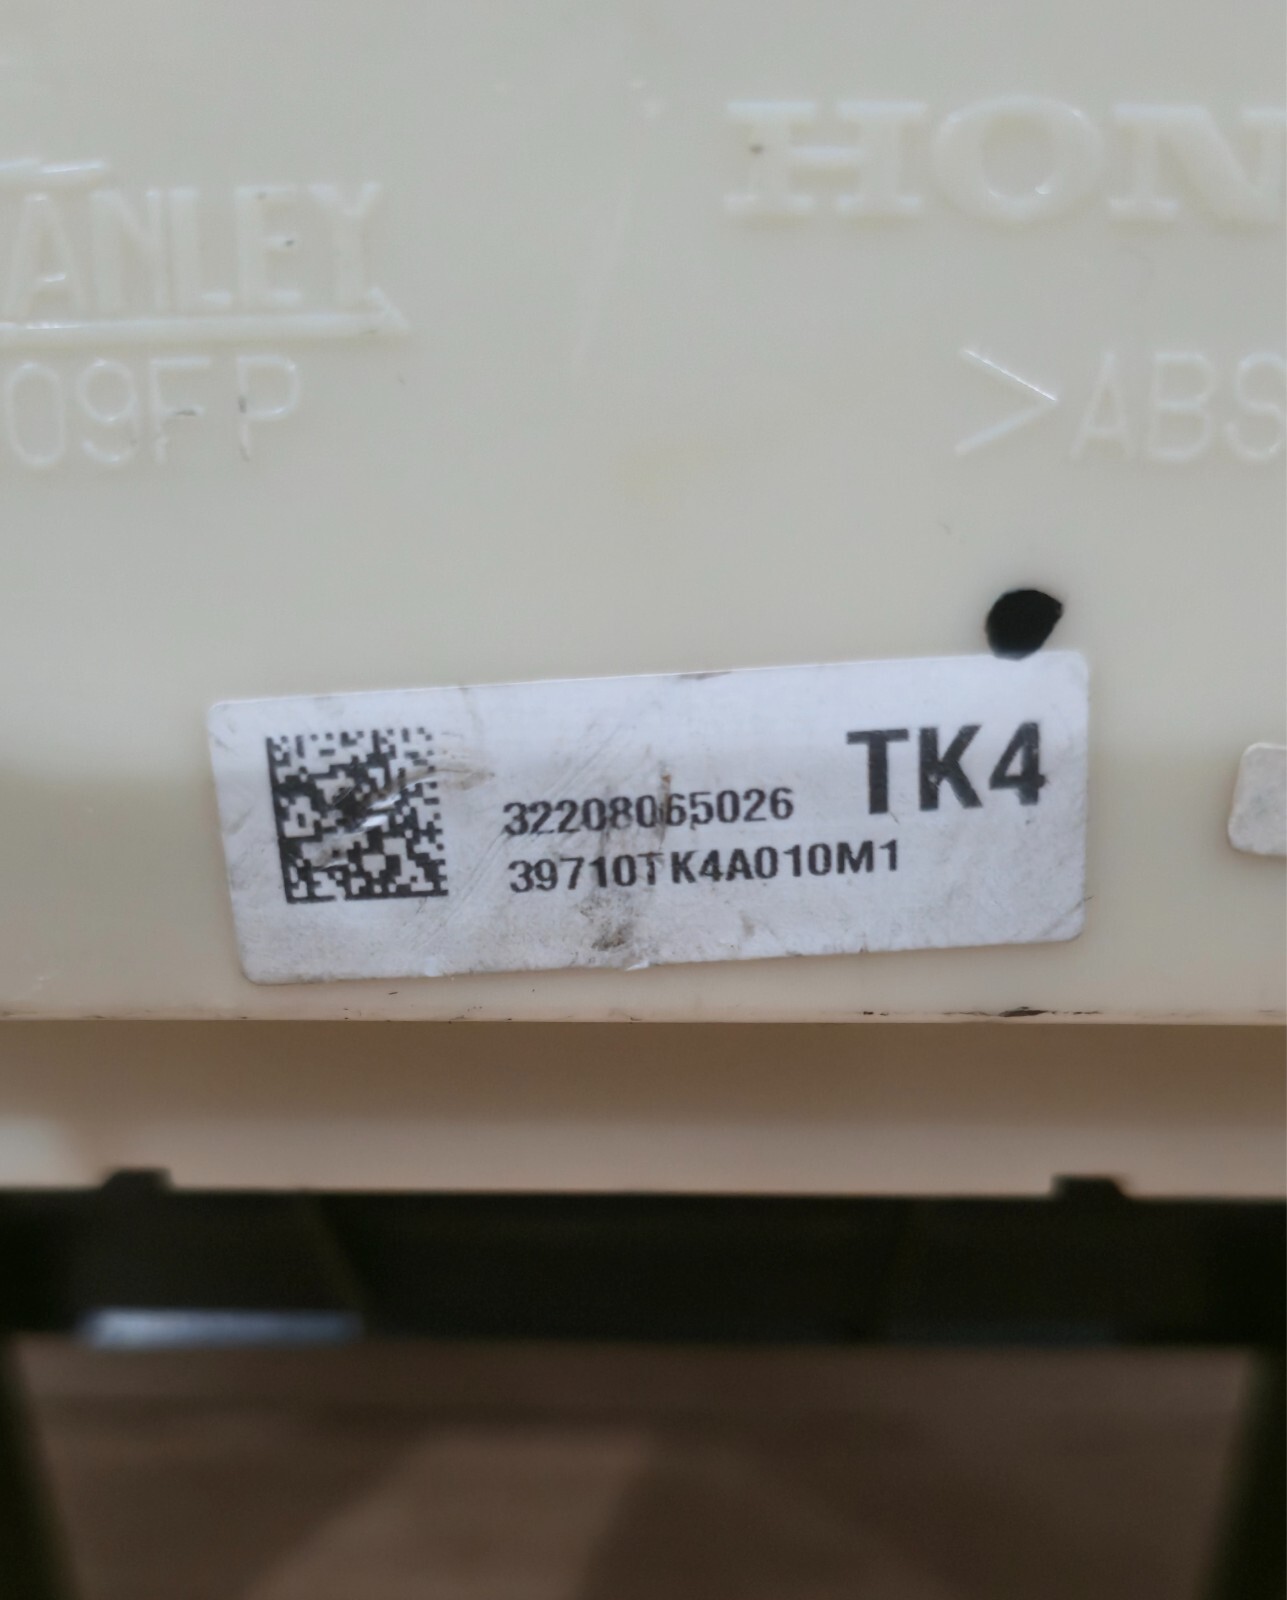 ANLEY
09FP
HON
>ABS
TK4
32208065026
39710TK4A010M1